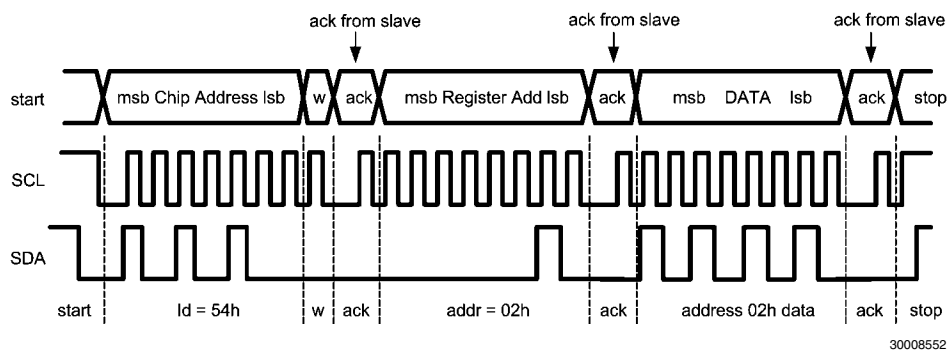 ack from slave ack from slave ack from slave
start msb Chip Address lsb w ack msb Register Add lsb ack msb DATA lsb ack stop
SCL
SDA
start Id = 54h w ack addr = 02h ack address 02h data ack stop
30008552